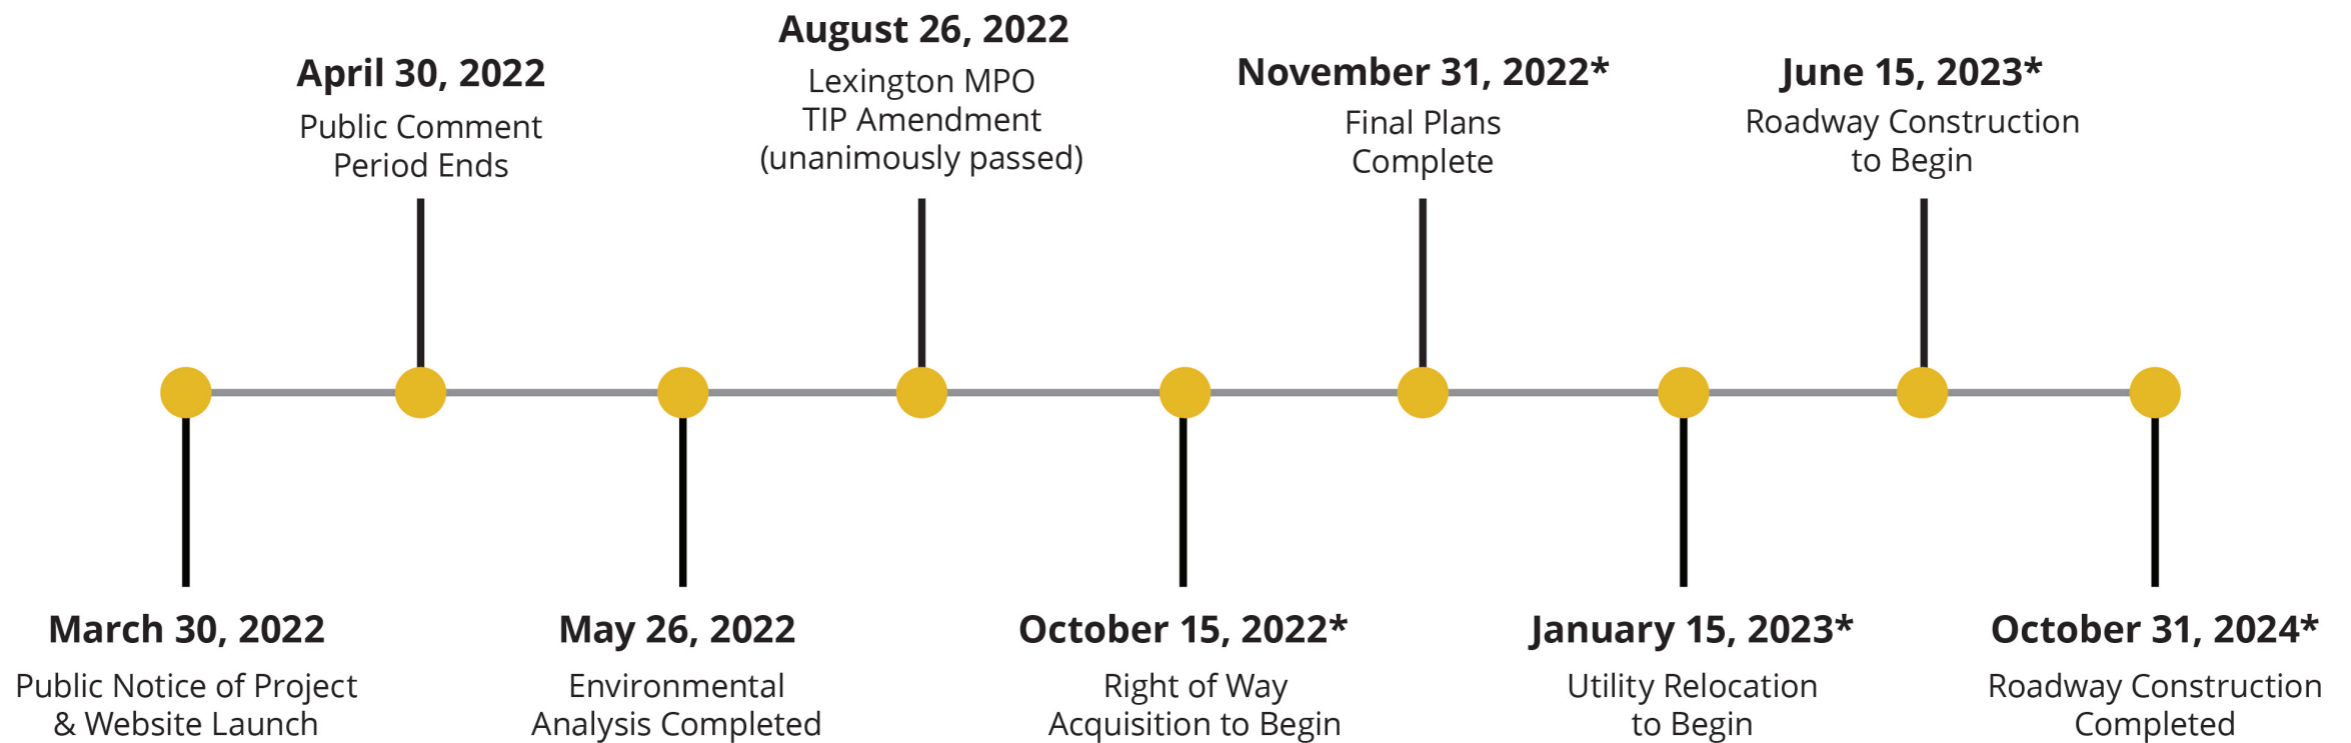 March 30, 2022
Public Notice of Project
& Website Launch
April 30, 2022
Public Comment
Period Ends
May 26, 2022
Environmental
Analysis Completed
August 26, 2022
Lexington MPO
TIP Amendment
(unanimously passed)
October 15, 2022*
Right of Way
Acquisition to Begin
November 31, 2022*
Final Plans
Complete
January 15, 2023*
Utility Relocation
to Begin
June 15, 2023*
Roadway Construction
to Begin
October 31, 2024*
Roadway Construction
Completed